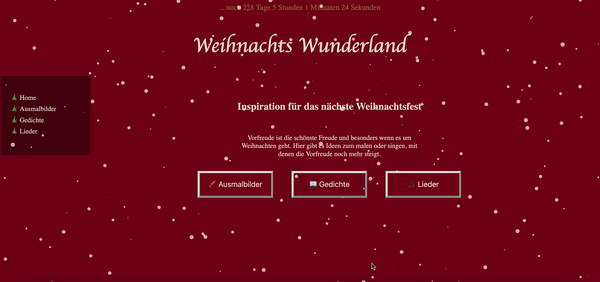 ... noch 228 Tage 5 Stunden 1 Minuten 24 Sekunden
Weihnachts Wunderland
Home
Ausmalbilder
Gedichte
Lieder
Inspiration für das nächste Weihnachtsfest
Vorfreude ist die schönste Freude und besonders wenn es um
Weihnachten geht. Hier gibt es Ideen zum malen oder singen, mit
denen die Vorfreude noch mehr steigt.
Ausmalbilder
Gedichte
Lieder